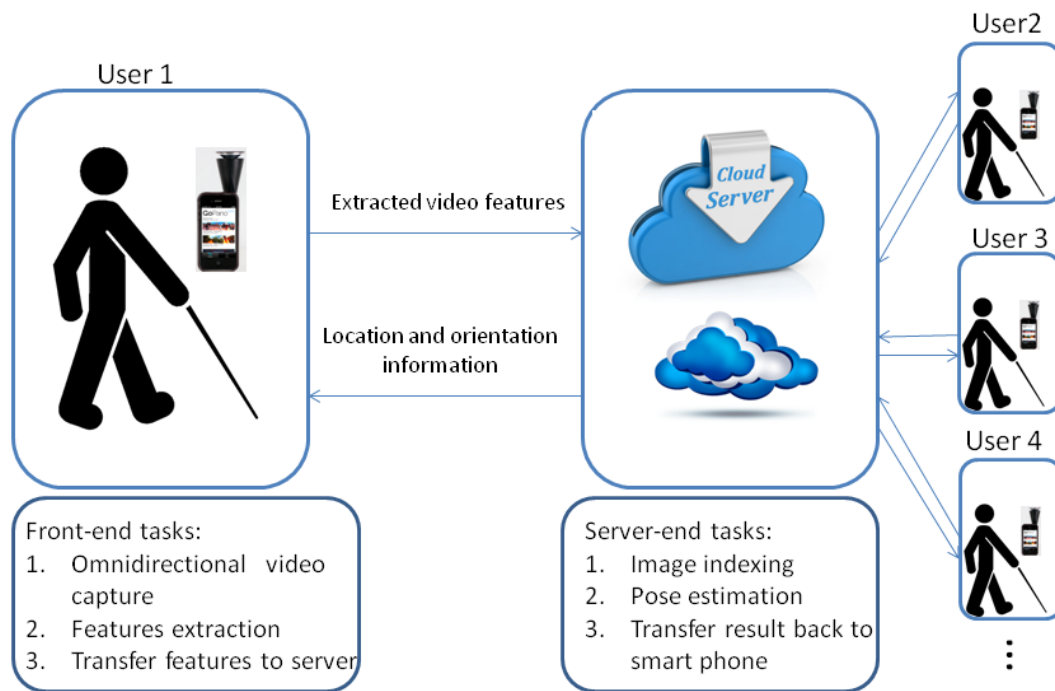 User 1
GoPano
Extracted video features
Location and orientation
information
Cloud
Server
User2
User 3
User 4
Front-end tasks:
1. Omnidirectional video
capture
2. Features extraction
3. Transfer features to server
Server-end tasks:
1. Image indexing
2. Pose estimation
3. Transfer result back to
smart phone